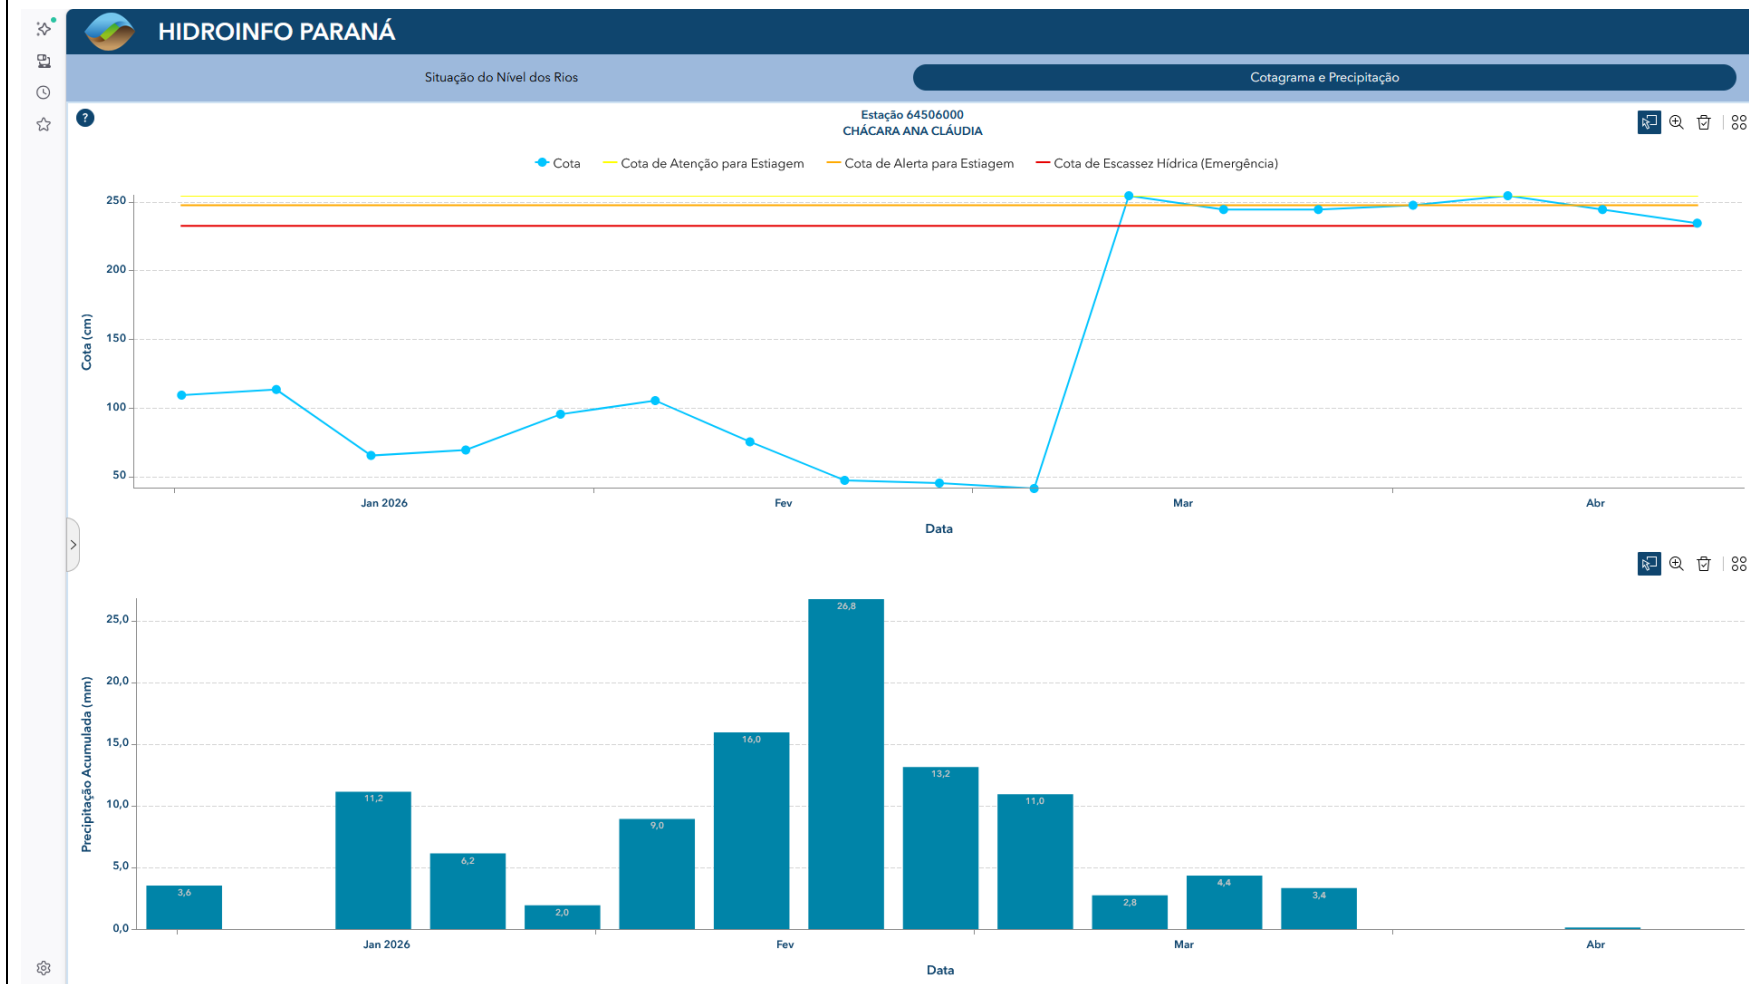 HIDROINFO PARANÁ
Situação do Nível dos Rios
Cotagrama e Precipitação
?
Estação 64506000
CHÁCARA ANA CLÁUDIA
Cota
Cota de Atenção para Estiagem
Cota de Alerta para Estiagem
Cota de Escassez Hídrica (Emergência)
Cota (cm)
250
200
150
100
50
Jan 2026
Fev
Mar
Abr
Data
Precipitação Acumulada (mm)
25,0
20,0
15,0
10,0
5,0
0,0
3,6
11,2
6,2
2,0
9,0
16,0
26,8
13,2
11,0
2,8
4,4
3,4
Jan 2026
Fev
Mar
Abr
Data